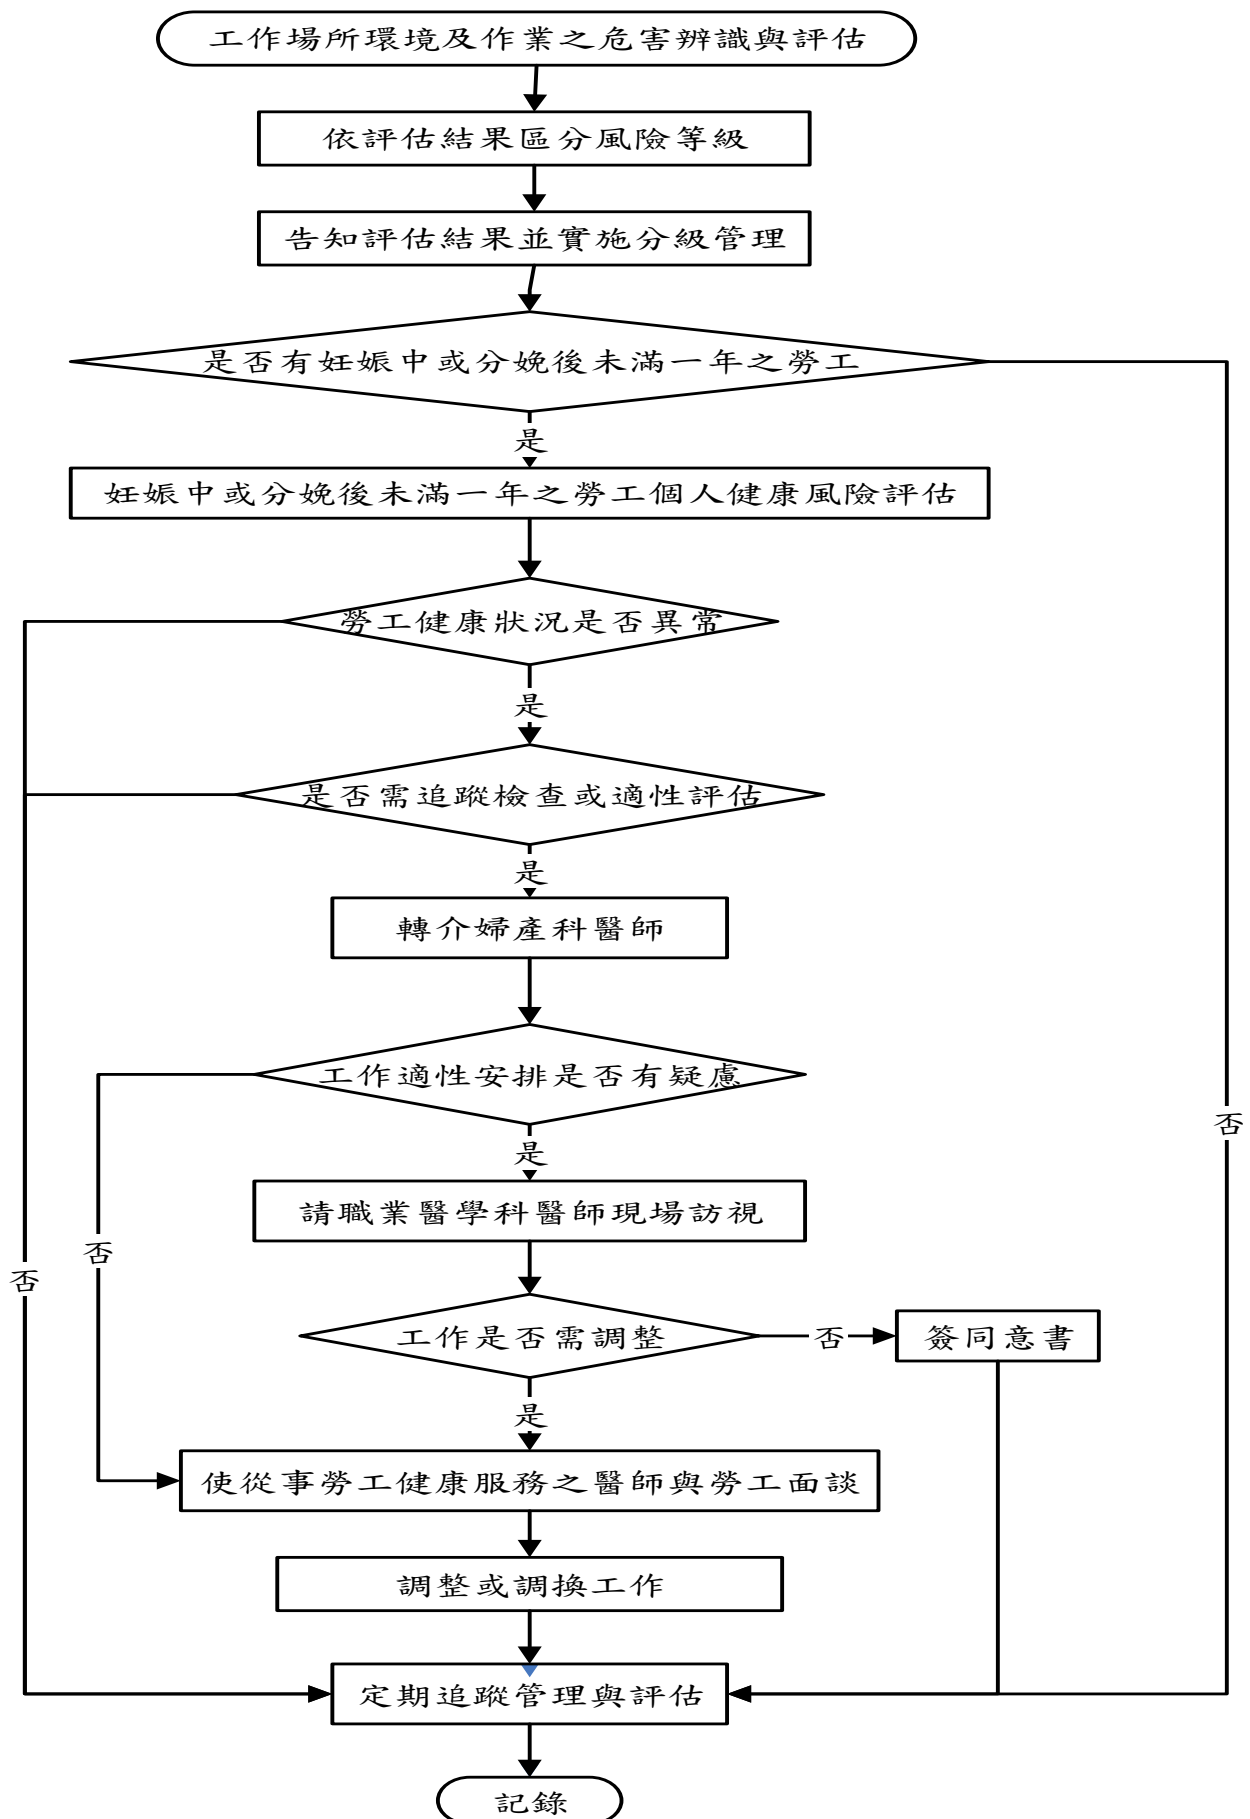 工作場所環境及作業之危害辨識與評估
依評估結果區分風險等級
告知評估結果並實施分級管理
是否有妊娠中或分娩後未滿一年之勞工
是
妊娠中或分娩後未滿一年之勞工個人健康風險評估
勞工健康狀況是否異常
是
是否需追蹤檢查或適性評估
是
轉介婦產科醫師
工作適性安排是否有疑慮
否
是
請職業醫學科醫師現場訪視
否
否
工作是否需調整
否
簽同意書
是
使從事勞工健康服務之醫師與勞工面談
調整或調換工作
定期追蹤管理與評估
記錄